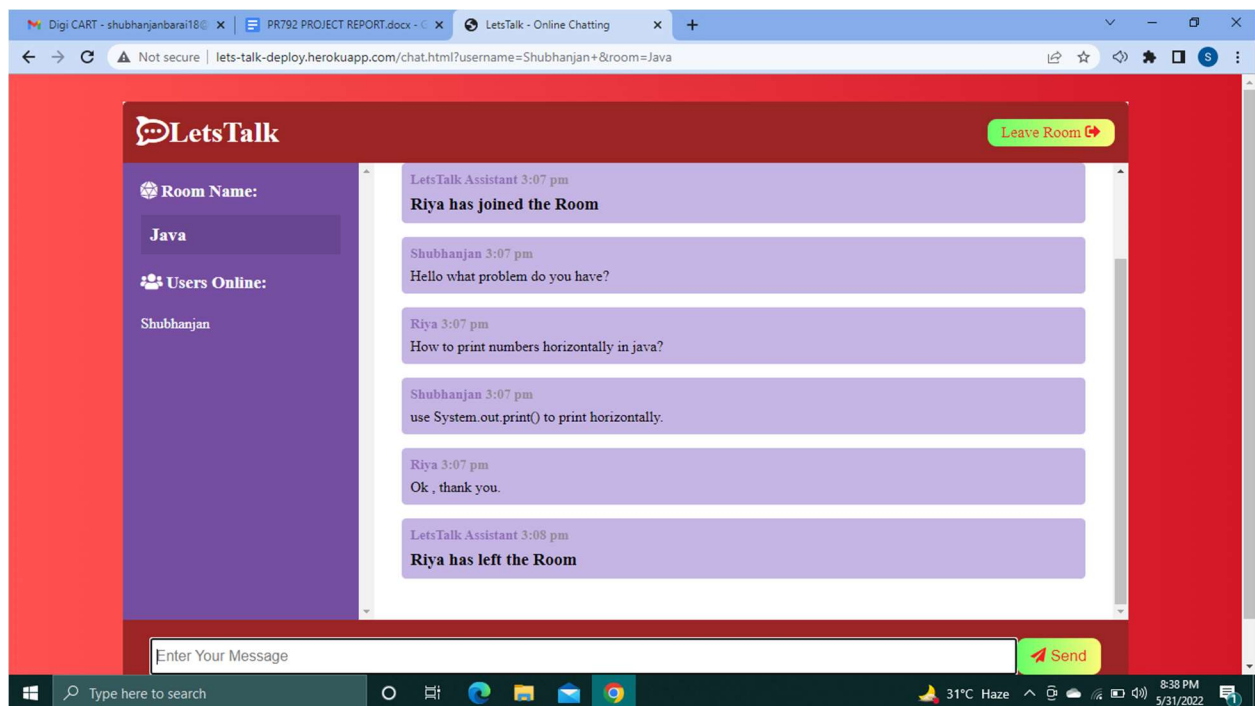 Digi CART - shubhanjanbarai18@
PR792 PROJECT REPORT.docx - G
LetsTalk - Online Chatting
Not secure | lets-talk-deploy.herokuapp.com/chat.html?username=Shubhanjan+&room=Java
S
LetsTalk
Leave Room
Room Name:
Java
Users Online:
Shubhanjan
LetsTalk Assistant 3:07 pm
Riya has joined the Room
Shubhanjan 3:07 pm
Hello what problem do you have?
Riya 3:07 pm
How to print numbers horizontally in java?
Shubhanjan 3:07 pm
use System.out.print() to print horizontally.
Riya 3:07 pm
Ok , thank you.
LetsTalk Assistant 3:08 pm
Riya has left the Room
Enter Your Message
Send
Type here to search
31°C Haze
8:38 PM
5/31/2022
1